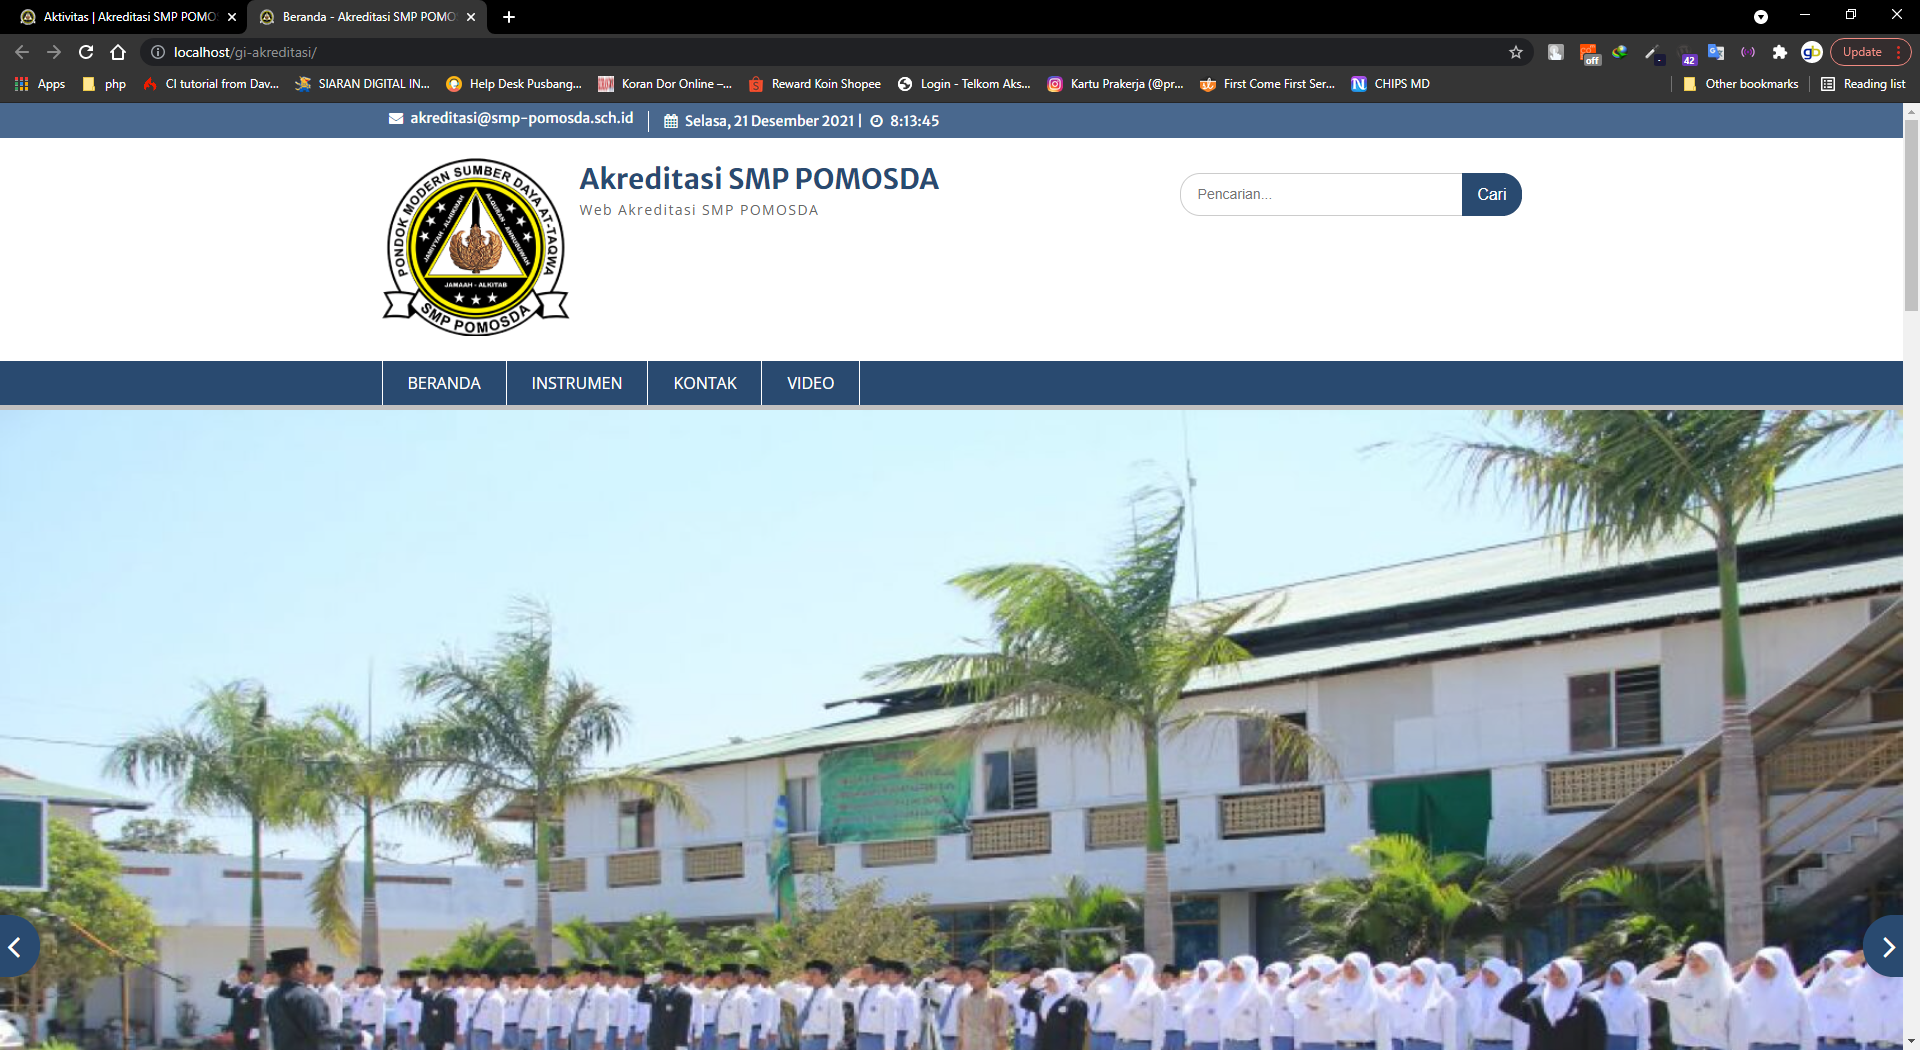 Aktivitas | Akreditasi SMP POMO
Beranda - Akreditasi SMP POMO
localhost/gi-akreditasi/
off
42
Update
Apps
php
CI tutorial from Dav...
SIARAN DIGITAL IN...
Help Desk Pusbang...
Koran Dor Online –...
Reward Koin Shopee
Login - Telkom Aks...
Kartu Prakerja (@pr...
First Come First Ser...
CHIPS MD
Other bookmarks
Reading list
akreditasi@smp-pomosda.sch.id
Selasa, 21 Desember 2021 |
8:13:45
PONDOK MODERN SUMBER DAYA AT-TAQWA
JAMAAH - ALKITAB
SMP POMOSDA
Akreditasi SMP POMOSDA
Web Akreditasi SMP POMOSDA
Pencarian...
Cari
BERANDA
INSTRUMEN
KONTAK
VIDEO